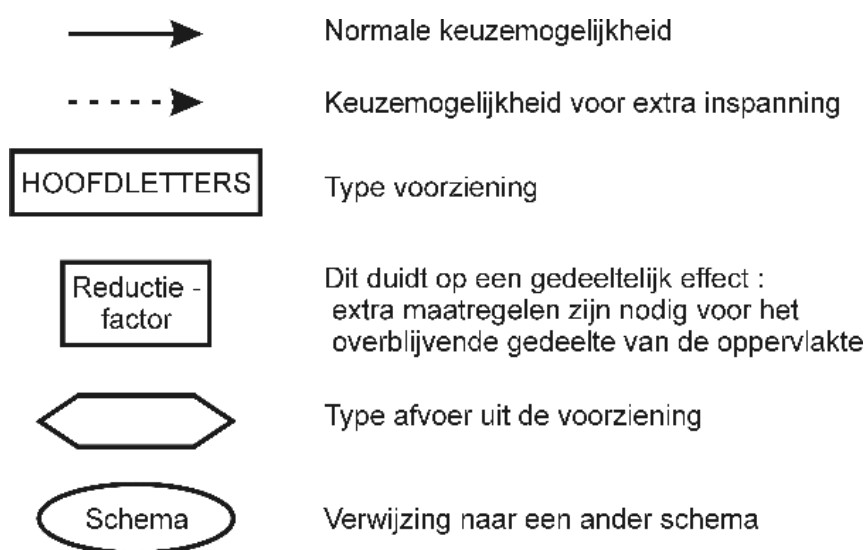 Normale keuzemogelijkheid
Keuzemogelijkheid voor extra inspanning
HOOFDLETTERS
Type voorziening
Reductie -
factor
Dit duidt op een gedeeltelijk effect :
extra maatregelen zijn nodig voor het
overblijvende gedeelte van de oppervlakte
Type afvoer uit de voorziening
Schema
Verwijzing naar een ander schema